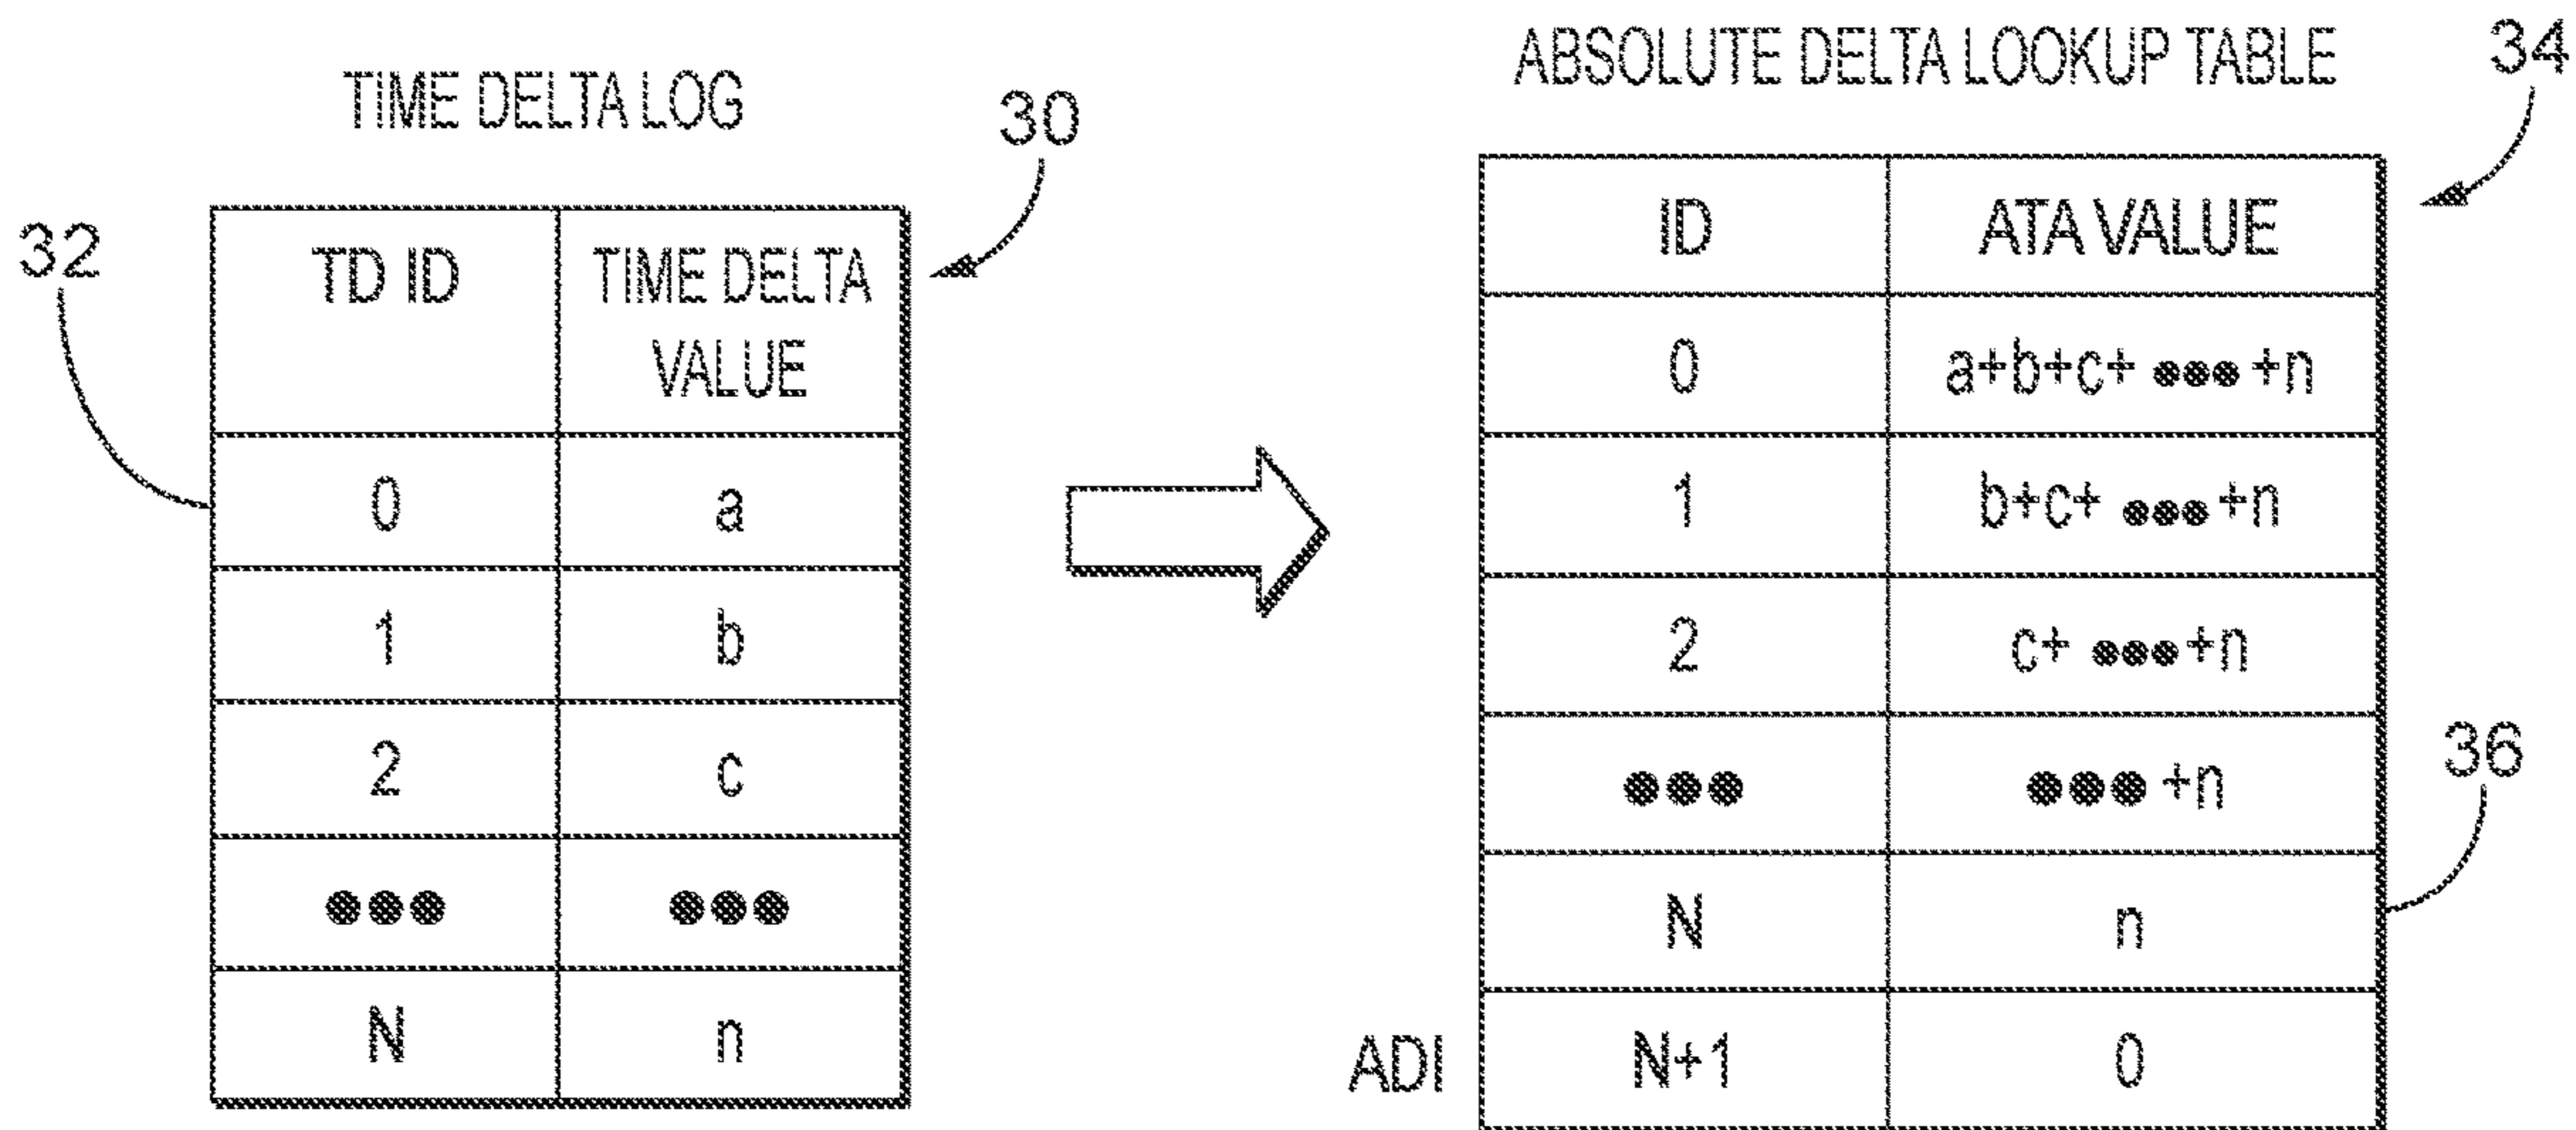 TIME DELTA LOG
30
32
TD ID TIME DELTA VALUE
0 a
1 b
2 c
●●● ●●●
N n
ABSOLUTE DELTA LOOKUP TABLE
34
ID ATA VALUE
0 a+b+c+ ●●● +n
1 b+c+ ●●● +n
2 c+ ●●● +n
●●● ●●● +n
36
N n
ADI N+1 0